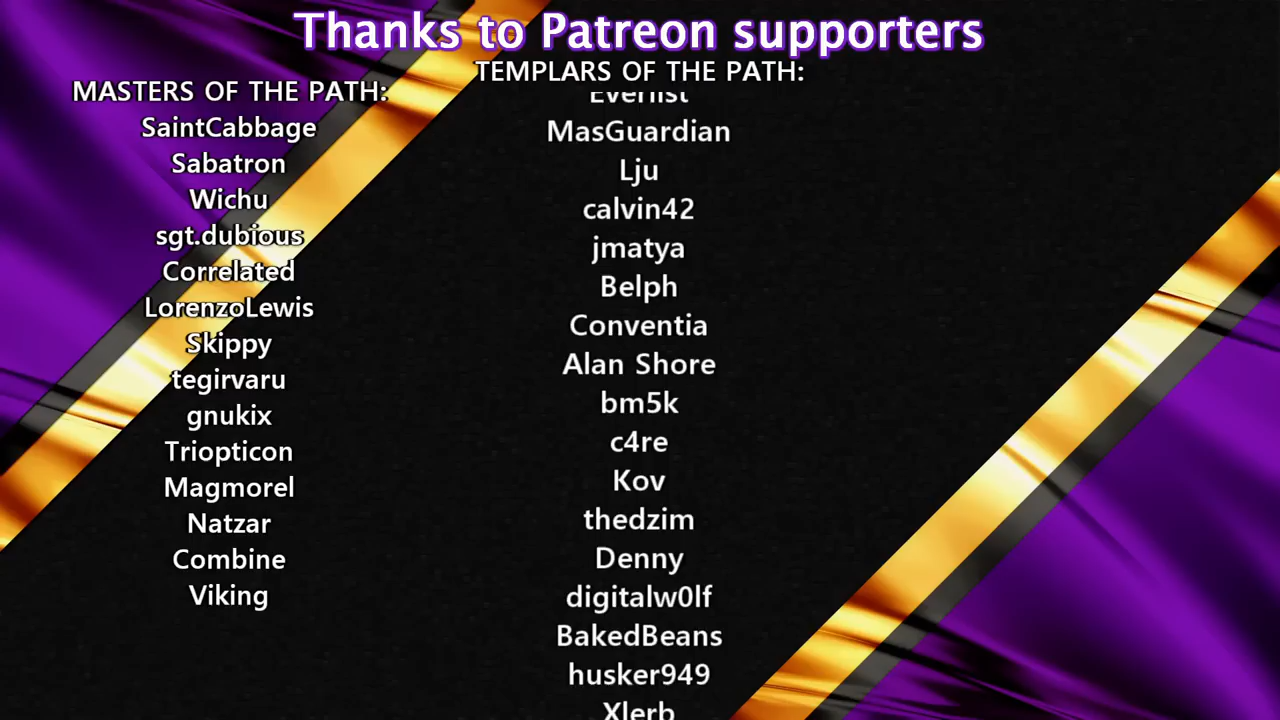 Thanks to Patreon supporters
MASTERS OF THE PATH:
SaintCabbage
Sabatron
Wichu
sgt.dubious
Correlated
LorenzoLewis
Skippy
tegirvaru
gnukix
Triopticon
Magmorel
Natzar
Combine
Viking
TEMPLARS OF THE PATH:
MasGuardian
Lju
calvin42
jmatya
Belph
Conventia
Alan Shore
bm5k
c4re
Kov
thedzim
Denny
digitalw0lf
BakedBeans
husker949
Xlerb